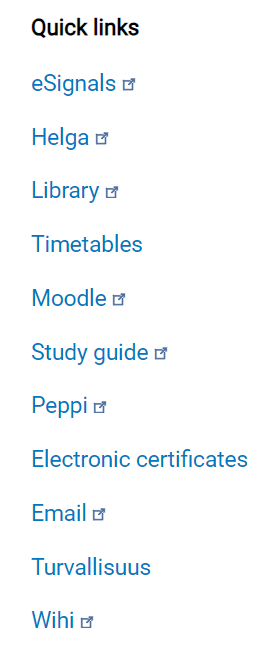 Quick links
eSignals
Helga
Library
Timetables
Moodle
Study guide
Peppi
Electronic certificates
Email
Turvallisuus
Wihi